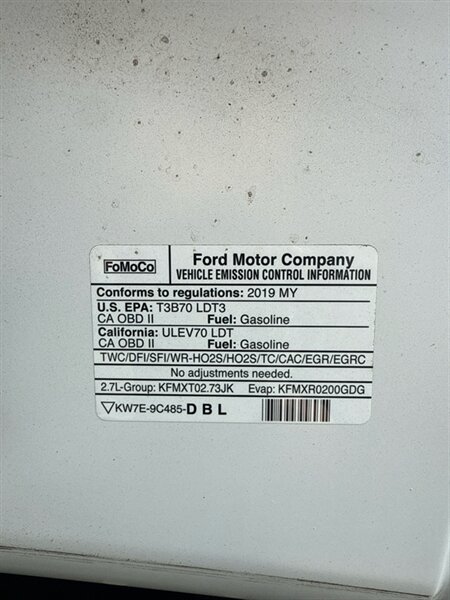 FoMoCo
Ford Motor Company
VEHICLE EMISSION CONTROL INFORMATION
Conforms to regulations: 2019 MY
U.S. EPA: T3B70 LDT3
CA OBD II Fuel: Gasoline
California: ULEV70 LDT
CA OBD II Fuel: Gasoline
TWC/DFI/SFI/WR-HO2S/HO2S/TC/CAC/EGR/EGRC
No adjustments needed.
2.7L-Group: KFMXT02.73JK Evap: KFMXR0200GDG
KW7E-9C485-D B L